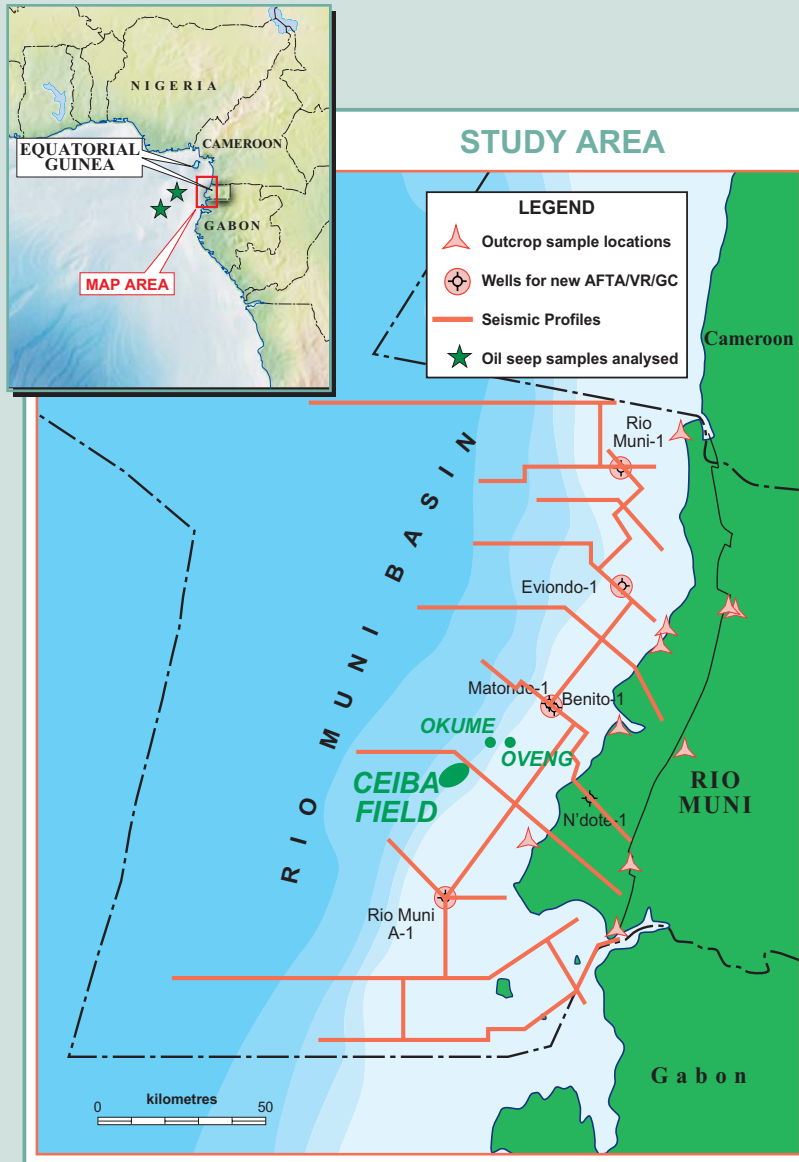 NIGERIA
CAMEROON
EQUATORIAL
GUINEA
GABON
MAP AREA
STUDY AREA
LEGEND
Outcrop sample locations
Wells for new AFTA/VR/GC
Seismic Profiles
Oil seep samples analysed
Cameroon
Rio
Muni-1
RIO MUNI BASIN
Eviondo-1
Matondo-1
Benito-1
OKUME
OVENG
CEIBA
FIELD
RIO
MUNI
N'dote-1
Rio Muni
A-1
Gabon
kilometres
0 50